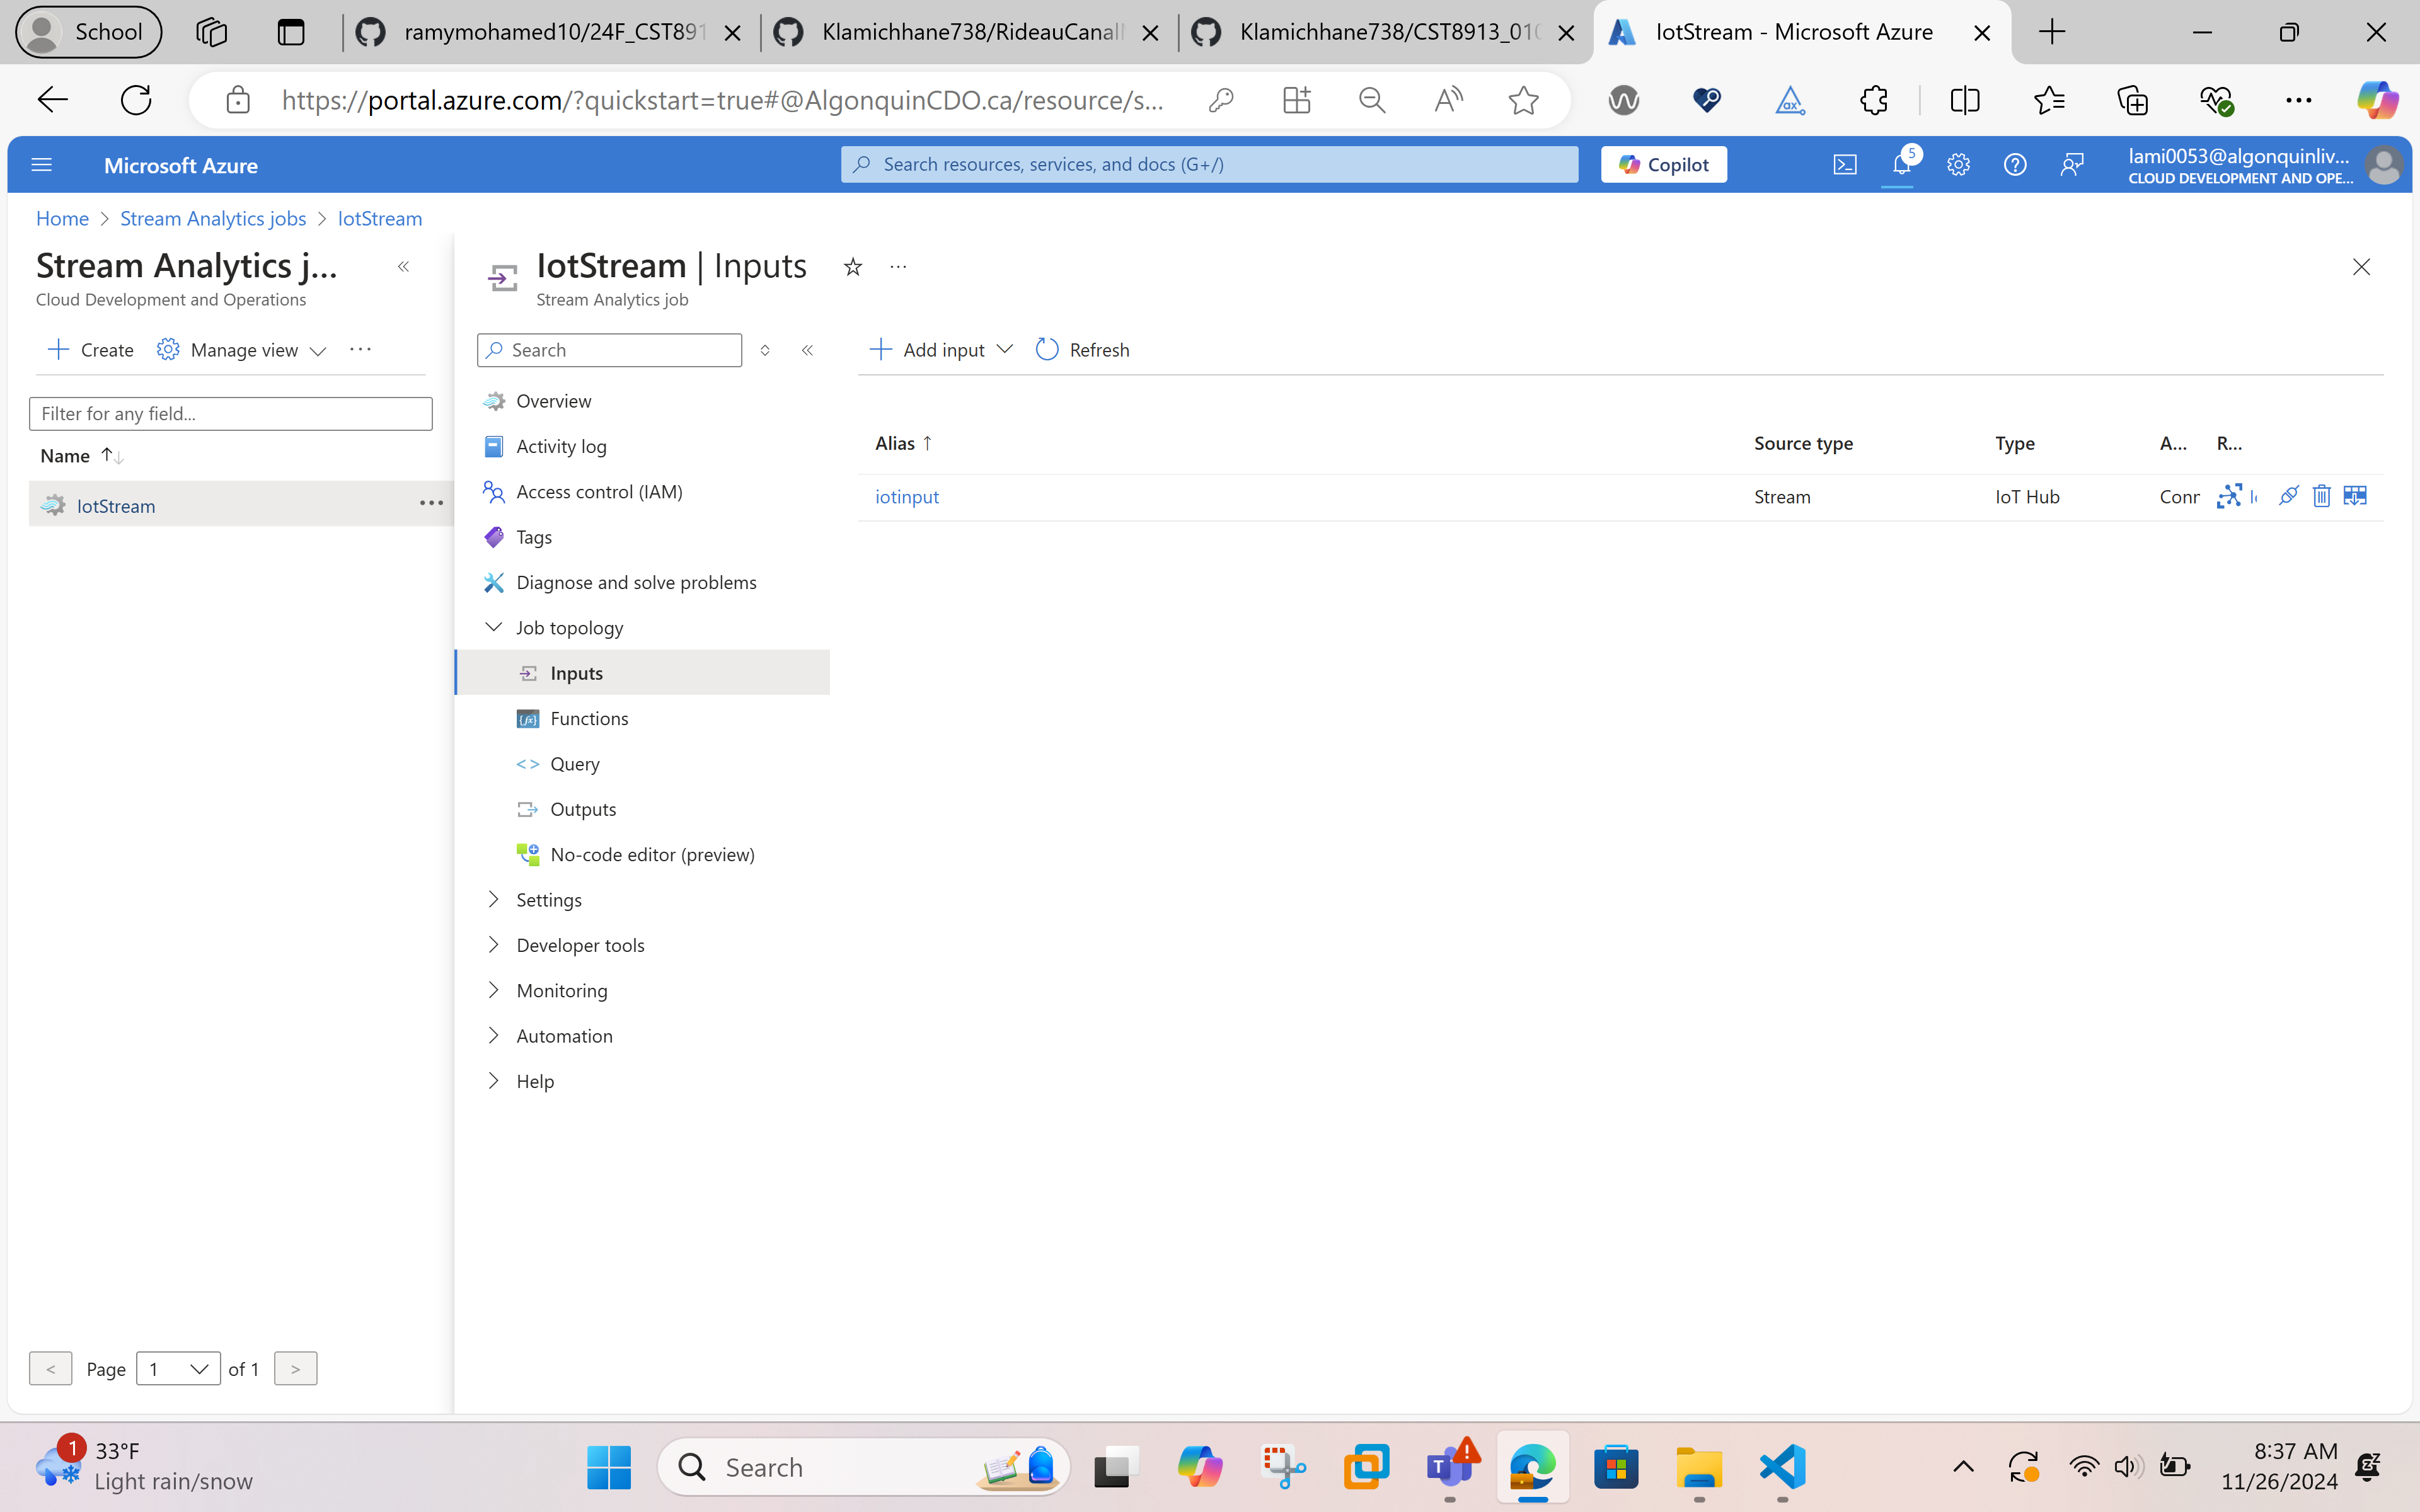 School
ramymohamed10/24F_CST891
Klamichhane738/RideauCanal
Klamichhane738/CST8913_010
IotStream - Microsoft Azure
https://portal.azure.com/?quickstart=true#@AlgonquinCDO.ca/resource/s...
Microsoft Azure
Search resources, services, and docs (G+/)
Copilot
5
lami0053@algonquinliv...
CLOUD DEVELOPMENT AND OPE...
Home > Stream Analytics jobs > IotStream
Stream Analytics j...
Cloud Development and Operations
IotStream | Inputs
Stream Analytics job
Create
Manage view
Filter for any field...
Name
IotStream
Search
Overview
Activity log
Access control (IAM)
Tags
Diagnose and solve problems
Job topology
Inputs
Functions
Query
Outputs
No-code editor (preview)
Settings
Developer tools
Monitoring
Automation
Help
Add input
Refresh
Alias ↑ Source type Type A... R...
iotinput Stream IoT Hub Conr
< Page 1 of 1 >
1
33°F
Light rain/snow
Search
8:37 AM
11/26/2024